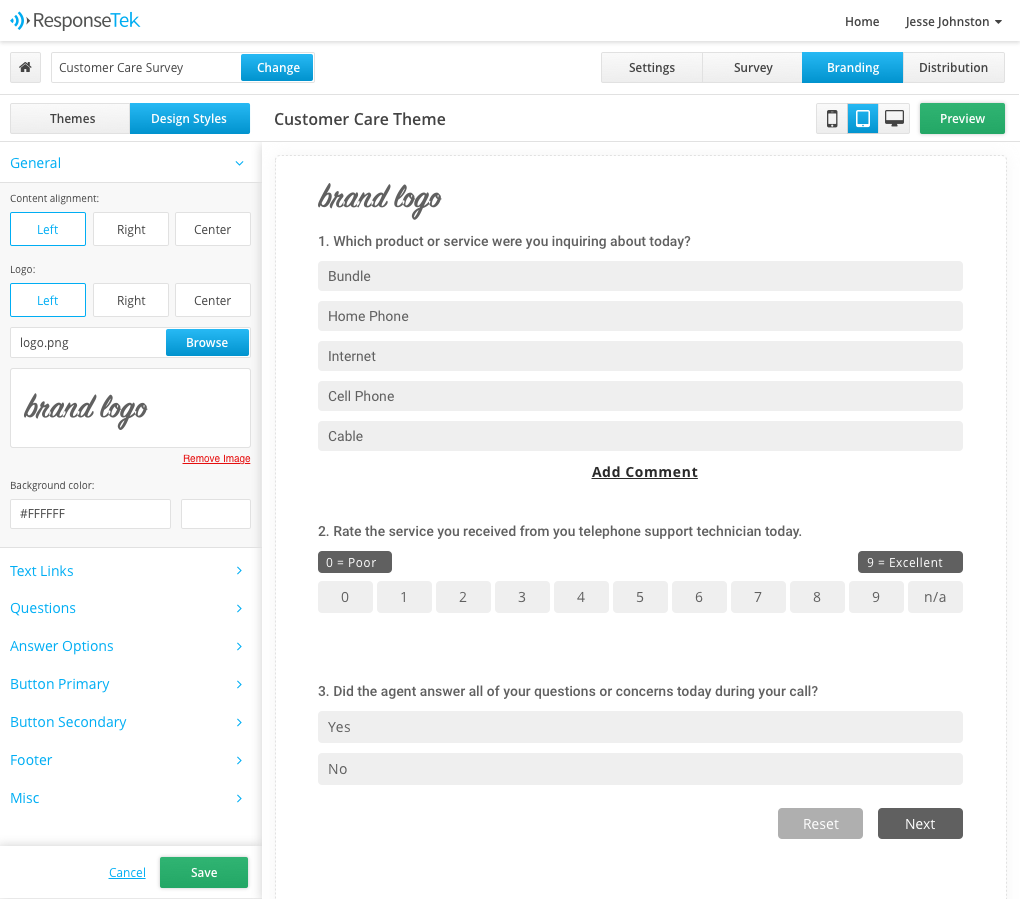 ResponseTek
Home
Jesse Johnston
Customer Care Survey
Change
Settings
Survey
Branding
Distribution
Themes
Design Styles
Customer Care Theme
Preview
General
Content alignment:
Left
Right
Center
Logo:
Left
Right
Center
logo.png
Browse
brand logo
Remove Image
Background color:
#FFFFFF
Text Links
Questions
Answer Options
Button Primary
Button Secondary
Footer
Misc
Cancel
Save
brand logo
1. Which product or service were you inquiring about today?
Bundle
Home Phone
Internet
Cell Phone
Cable
Add Comment
2. Rate the service you received from you telephone support technician today.
0 = Poor
9 = Excellent
0 1 2 3 4 5 6 7 8 9 n/a
3. Did the agent answer all of your questions or concerns today during your call?
Yes
No
Reset
Next